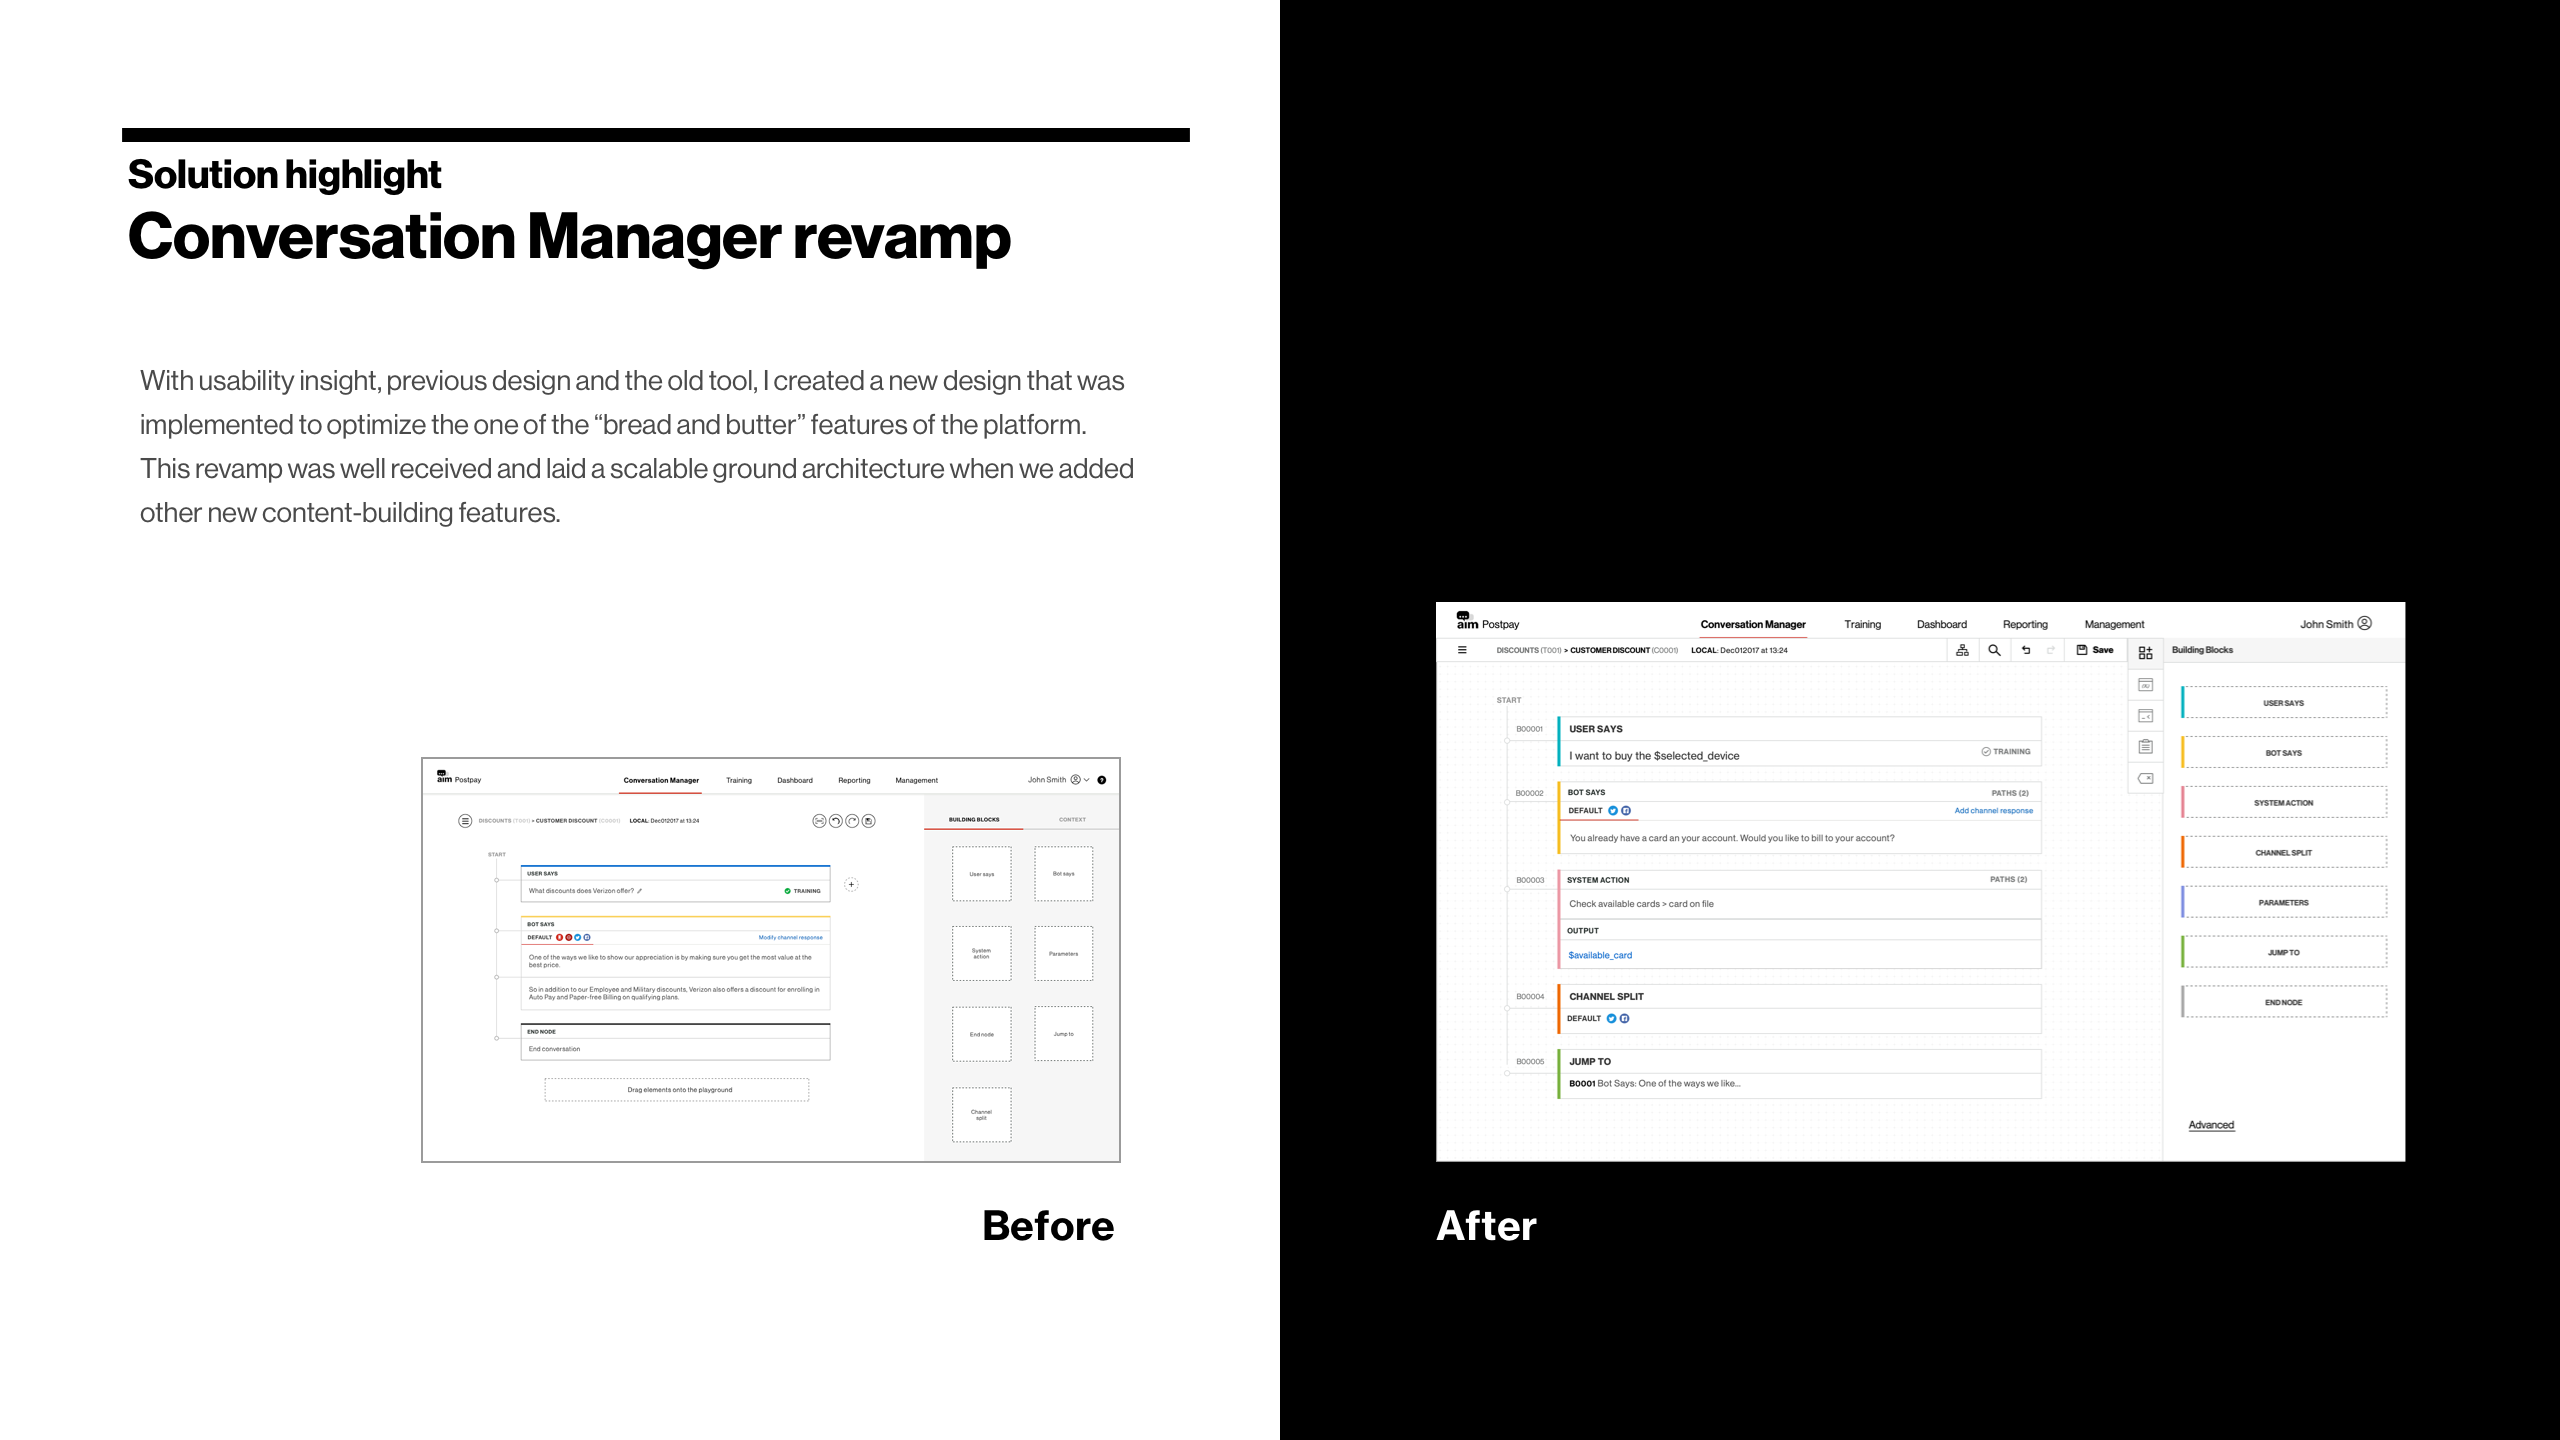 Solution highlight
Conversation Manager revamp
With usability insight, previous design and the old tool, I created a new design that was
implemented to optimize the one of the “bread and butter” features of the platform.
This revamp was well received and laid a scalable ground architecture when we added
other new content-building features.
aim Postpay
Conversation Manager Training Dashboard Reporting Management
John Smith
?
DISCOUNTS (T001) > CUSTOMER DISCOUNT (C0001) LOCAL: Dec012017 at 13:24
BUILDING BLOCKS CONTEXT
START
USER SAYS
What discounts does Verizon offer?
TRAINING
+
BOT SAYS
DEFAULT
Modify channel response
One of the ways we like to show our appreciation is by making sure you get the most value at the
best price.
So in addition to our Employee and Military discounts, Verizon also offers a discount for enrolling in
Auto Pay and Paper-free Billing on qualifying plans.
END NODE
End conversation
Drag elements onto the playground
User says
Bot says
System
action
Parameters
End node
Jump to
Channel
split
Before
aim Postpay
Conversation Manager Training Dashboard Reporting Management
John Smith
DISCOUNTS (T001) > CUSTOMER DISCOUNT (C0001) LOCAL: Dec012017 at 13:24
Save
Building Blocks
START
B00001
USER SAYS
I want to buy the $selected_device
TRAINING
B00002
BOT SAYS
PATHS (2)
DEFAULT
Add channel response
You already have a card an your account. Would you like to bill to your account?
B00003
SYSTEM ACTION
PATHS (2)
Check available cards > card on file
OUTPUT
$available_card
B00004
CHANNEL SPLIT
DEFAULT
B00005
JUMP TO
B0001 Bot Says: One of the ways we like...
USER SAYS
BOT SAYS
SYSTEM ACTION
CHANNEL SPLIT
PARAMETERS
JUMP TO
END NODE
Advanced
After